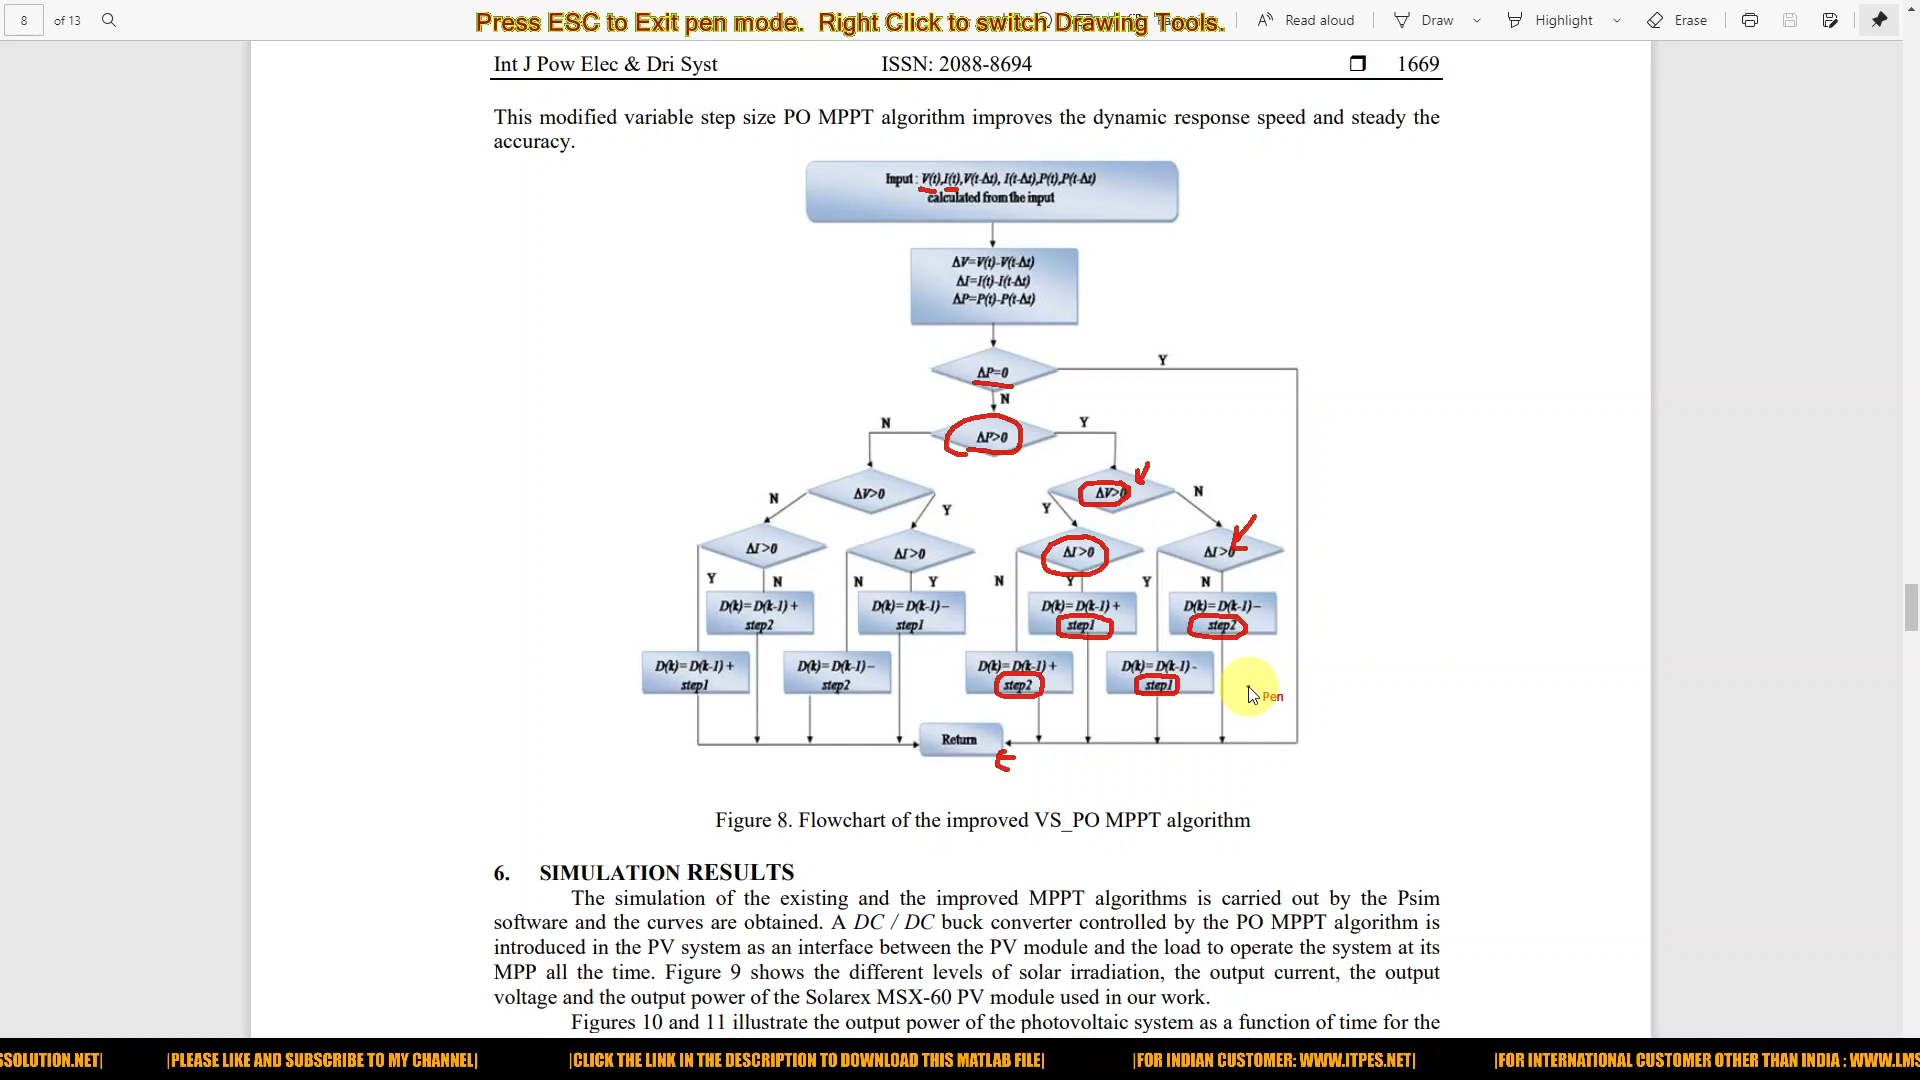 8 of 13
Press ESC to Exit pen mode. Right Click to switch Drawing Tools.
Read aloud
Draw
Highlight
Erase
Int J Pow Elec & Dri Syst ISSN: 2088-8694 ❒ 1669
This modified variable step size PO MPPT algorithm improves the dynamic response speed and steady the
accuracy.
Input : V(t),I(t),V(t-Δt), I(t-Δt),P(t),P(t-Δt)
calculated from the input
ΔV=V(t)-V(t-Δt)
ΔI=I(t)-I(t-Δt)
ΔP=P(t)-P(t-Δt)
ΔP=0
Y
N
ΔP>0
N
Y
ΔV>0
N
Y
ΔV>0
Y
N
ΔI>0
Y
N
ΔI>0
N
Y
ΔI>0
N
Y
ΔI>0
Y
N
D(k)=D(k-1)+
step2
D(k)=D(k-1)−
step1
D(k)=D(k-1)+
step1
D(k)=D(k-1)−
step2
D(k)=D(k-1)+
step1
D(k)=D(k-1)−
step2
D(k)=D(k-1)+
step2
D(k)=D(k-1)-
step1
Pen
Return
Figure 8. Flowchart of the improved VS_PO MPPT algorithm
6. SIMULATION RESULTS
The simulation of the existing and the improved MPPT algorithms is carried out by the Psim
software and the curves are obtained. A DC / DC buck converter controlled by the PO MPPT algorithm is
introduced in the PV system as an interface between the PV module and the load to operate the system at its
MPP all the time. Figure 9 shows the different levels of solar irradiation, the output current, the output
voltage and the output power of the Solarex MSX-60 PV module used in our work.
Figures 10 and 11 illustrate the output power of the photovoltaic system as a function of time for the
SSOLUTION.NET| |PLEASE LIKE AND SUBSCRIBE TO MY CHANNEL| |CLICK THE LINK IN THE DESCRIPTION TO DOWNLOAD THIS MATLAB FILE| |FOR INDIAN CUSTOMER: WWW.ITPES.NET| |FOR INTERNATIONAL CUSTOMER OTHER THAN INDIA : WWW.LMS